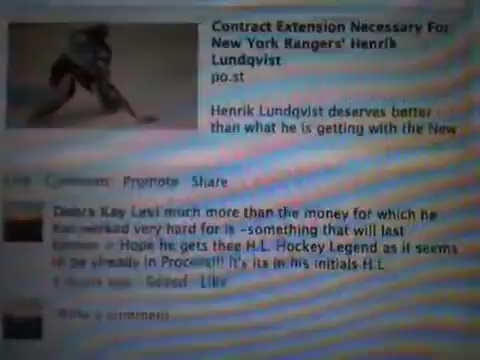 Contract Extension Necessary For
New York Rangers' Henrik
Lundqvist
po.st
Henrik Lundqvist deserves better
than what he is getting with the New
Like Comment Promote Share
Debra Kay Levi much more than the money for which he
has worked very hard for is -something that will last
Hope he gets thee H.L. Hockey Legend as it seems
to be already in Process!!! It's its in his initials H.L
Like
Write a comment